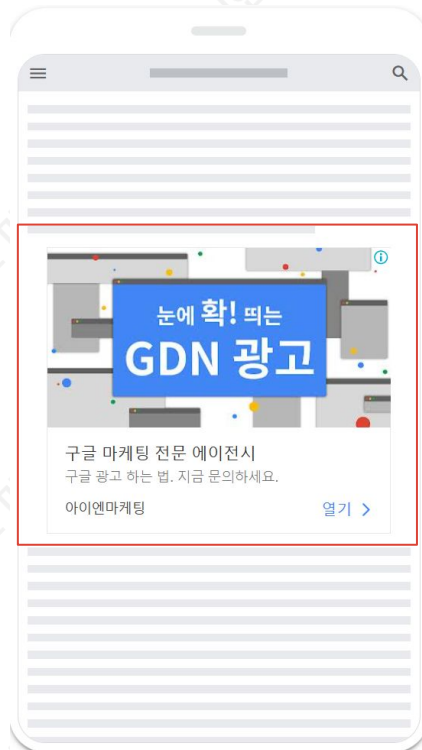 눈에 확! 띄는
GDN 광고
구글 마케팅 전문 에이전시
구글 광고 하는 법. 지금 문의하세요.
아이엔마케팅
열기